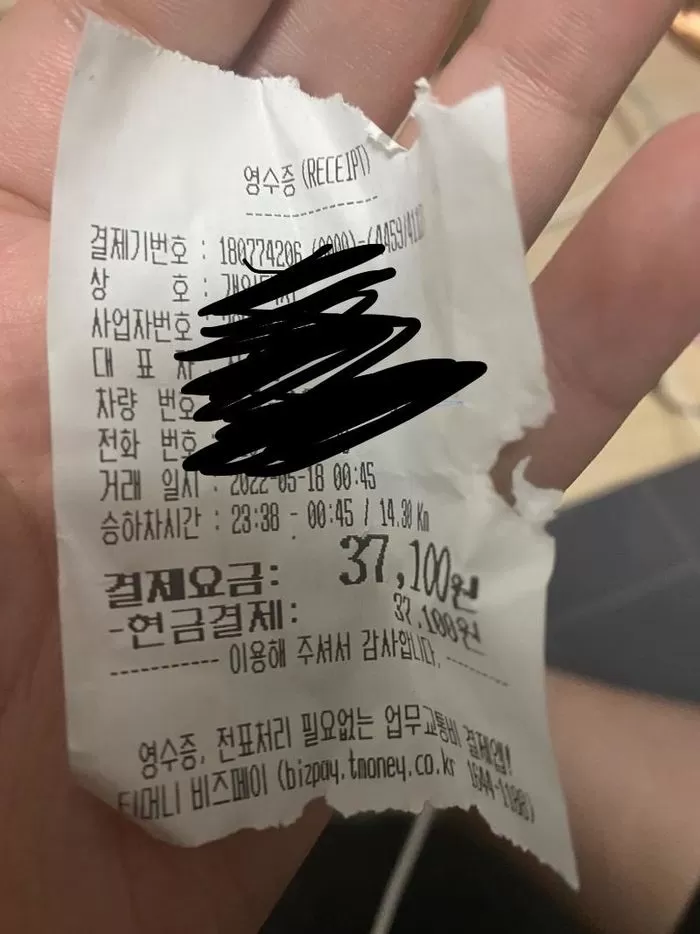 영수증 (RECEIPT)
결제기번호 : 180774206
상 호 :
사업자번호 :
대 표 자
차량 번호
전화 번호
거래 일시 : 2022-05-18 00:45
승하차시간 : 23:38 - 00:45 / 14.30 Km
결제요금: 37,100원
-현금결제: 37,100원
---------- 이용해 주셔서 감사합니다. ----------
영수증, 전표처리 필요없는 업무교통비 결제앱!
티머니 비즈페이 (bizpay.tmoney.co.kr 1644-1188)